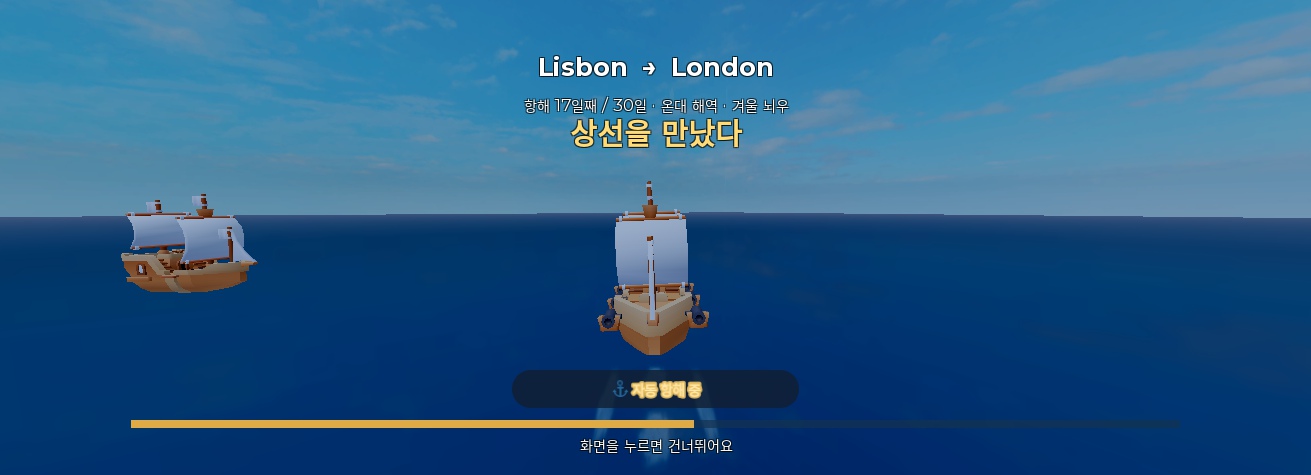 Lisbon → London
항해 17일째 / 30일 · 온대 해역 · 겨울 뇌우
상선을 만났다
자동 항해 중
화면을 누르면 건너뛰어요